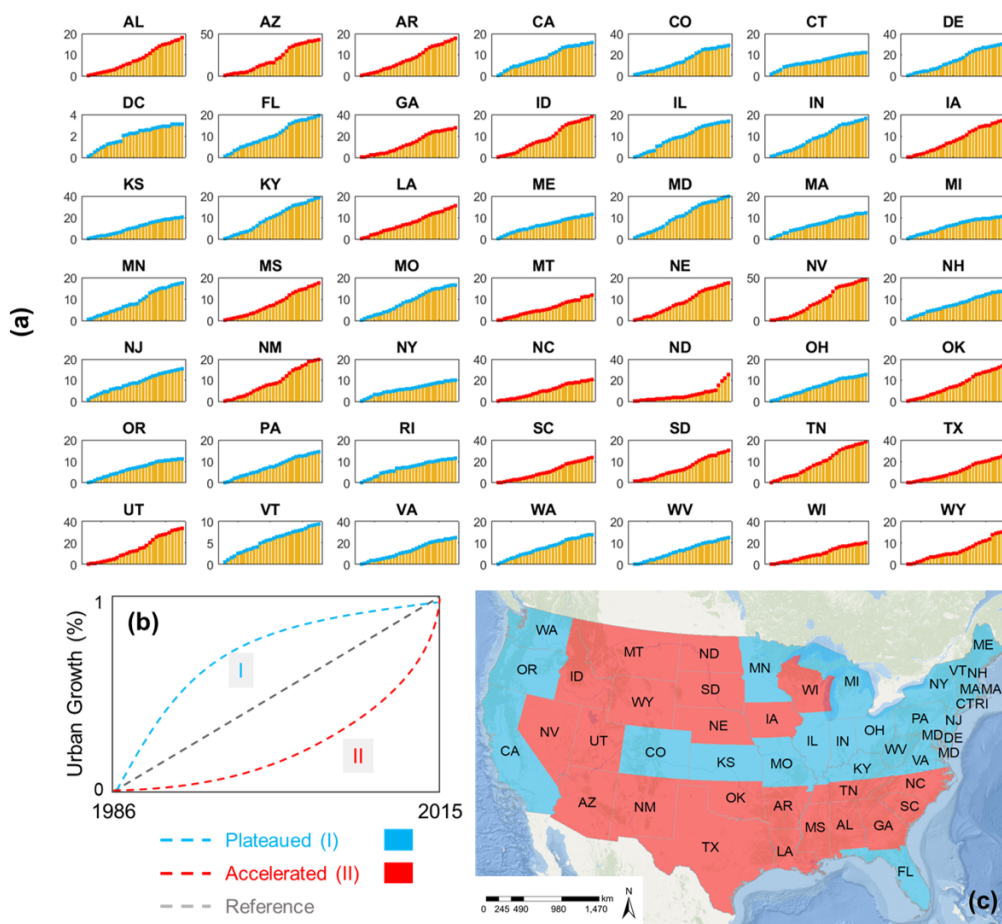 (a)
AL AZ AR CA CO CT DE
20 10 0 50 0 20 10 0 20 10 0 40 20 0 20 10 0 40 20 0
DC FL GA ID IL IN IA
4 2 0 20 10 0 40 20 0 20 10 0 20 10 0 20 10 0 20 10 0
KS KY LA ME MD MA MI
40 20 0 20 10 0 20 10 0 20 10 0 20 10 0 20 10 0 20 10 0
MN MS MO MT NE NV NH
20 10 0 20 10 0 20 10 0 20 10 0 20 10 0 50 0 20 10 0
NJ NM NY NC ND OH OK
20 10 0 20 10 0 20 10 0 40 20 0 40 20 0 20 10 0 20 10 0
OR PA RI SC SD TN TX
20 10 0 20 10 0 20 10 0 40 20 0 20 10 0 20 10 0 40 20 0
UT VT VA WA WV WI WY
40 20 0 10 5 0 40 20 0 20 10 0 20 10 0 40 20 0 20 10 0
(b)
Urban Growth (%)
1
0
I
II
1986 2015
Plateaued (I)
Accelerated (II)
Reference
WA
OR
CA
ID
MT
ND
MN
WI
MI
ME
VT NH
NY
MA MA
CT RI
WY
SD
NE
IA
NV
UT
CO
KS
MO
IL
IN
OH
PA
NJ
MD DE
WV
MD
VA
KY
TN
NC
SC
AZ
NM
OK
AR
TX
LA
MS
AL
GA
FL
km
0 245 490 980 1,470
N
(c)